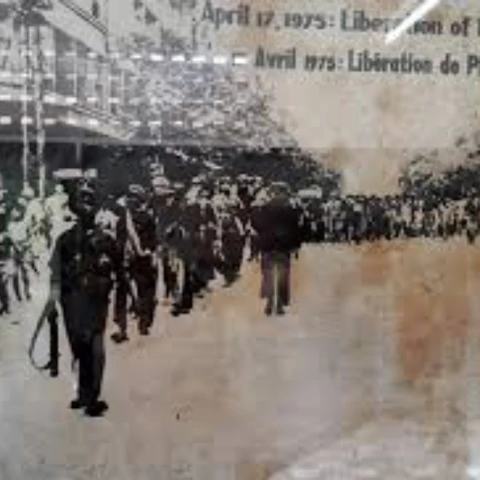 April 17, 1975: Liberation of
Avril 1975: Libération de P